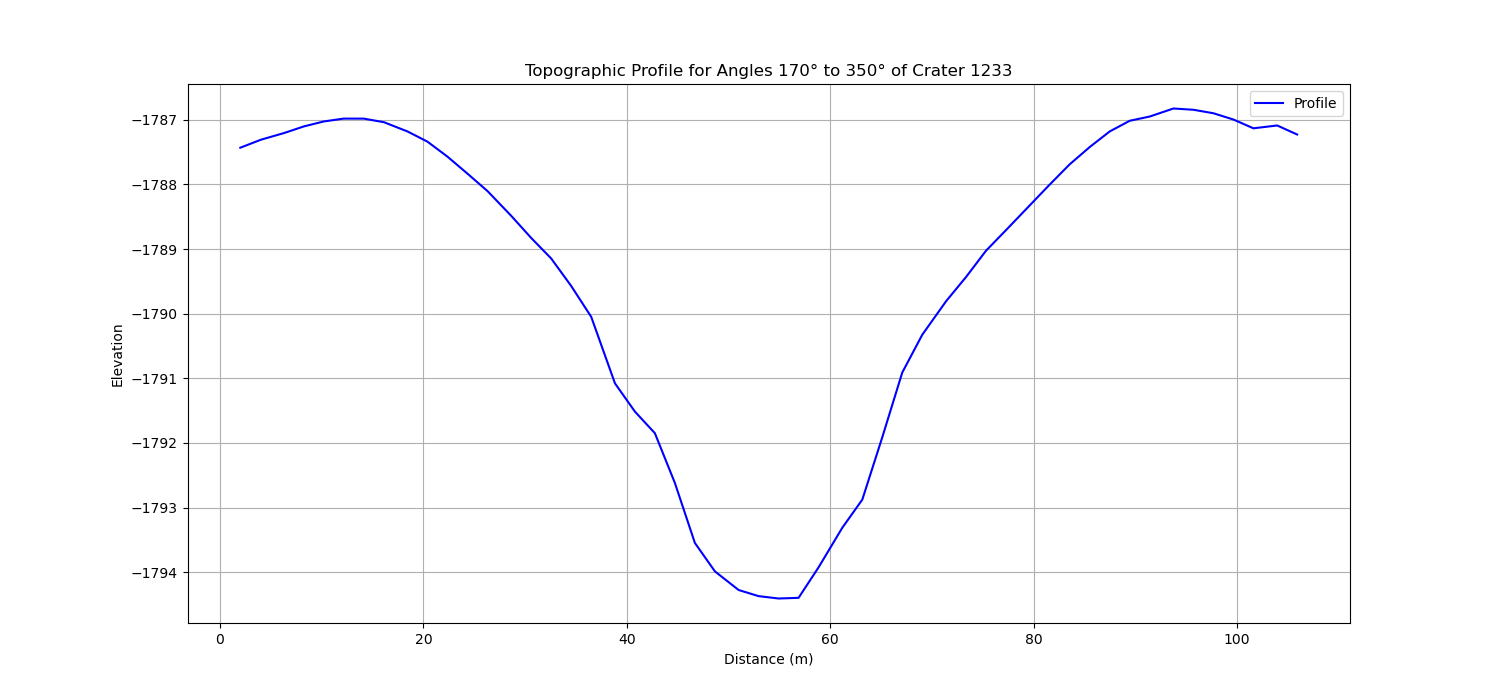 Topographic Profile for Angles 170° to 350° of Crater 1233
Profile
−1787
−1788
−1789
−1790
−1791
−1792
−1793
−1794
Elevation
0 20 40 60 80 100
Distance (m)